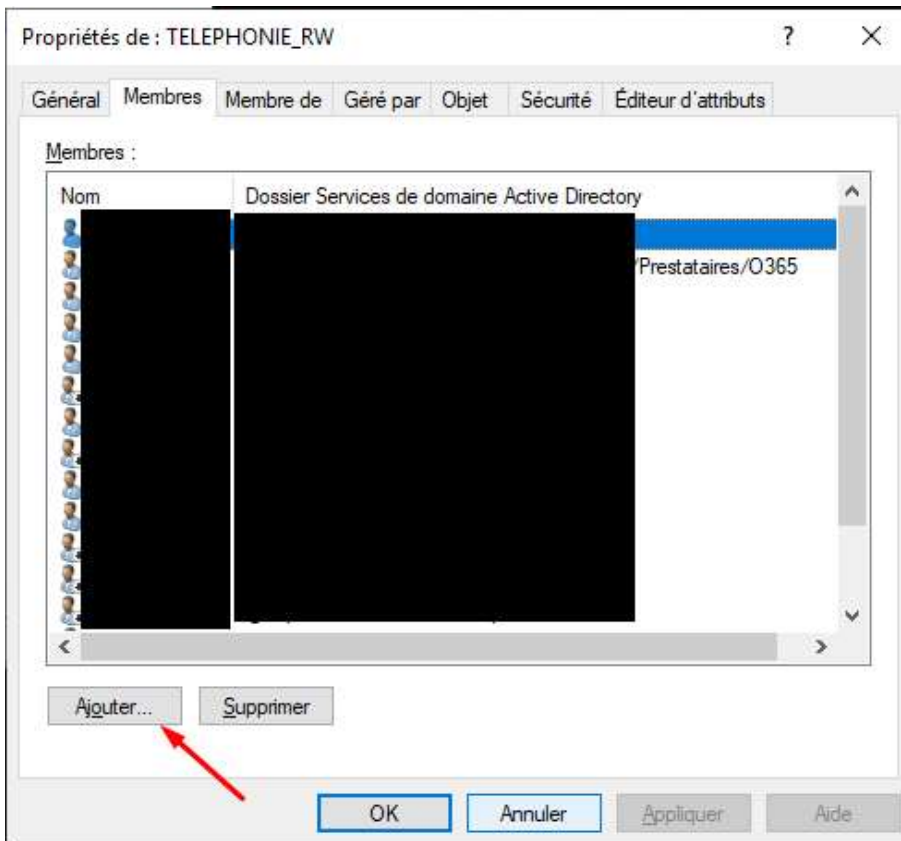 Propriétés de : TELEPHONIE_RW ?
Général Membres Membre de Géré par Objet Sécurité Éditeur d'attributs
Membres :
Nom Dossier Services de domaine Active Directory
/Prestataires/O365
Ajouter... Supprimer
OK Annuler Appliquer Aide